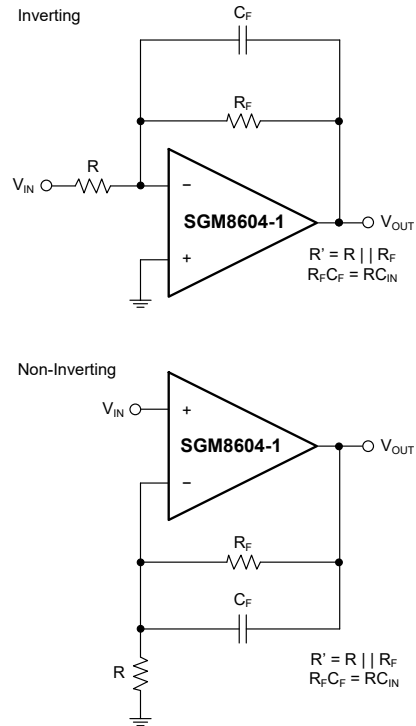 Inverting
C_F
R_F
R
V_IN
−
SGM8604-1
+
V_OUT
R' = R || R_F
R_FC_F = RC_IN
Non-Inverting
V_IN
+
SGM8604-1
V_OUT
−
R_F
C_F
R
R' = R || R_F
R_FC_F = RC_IN